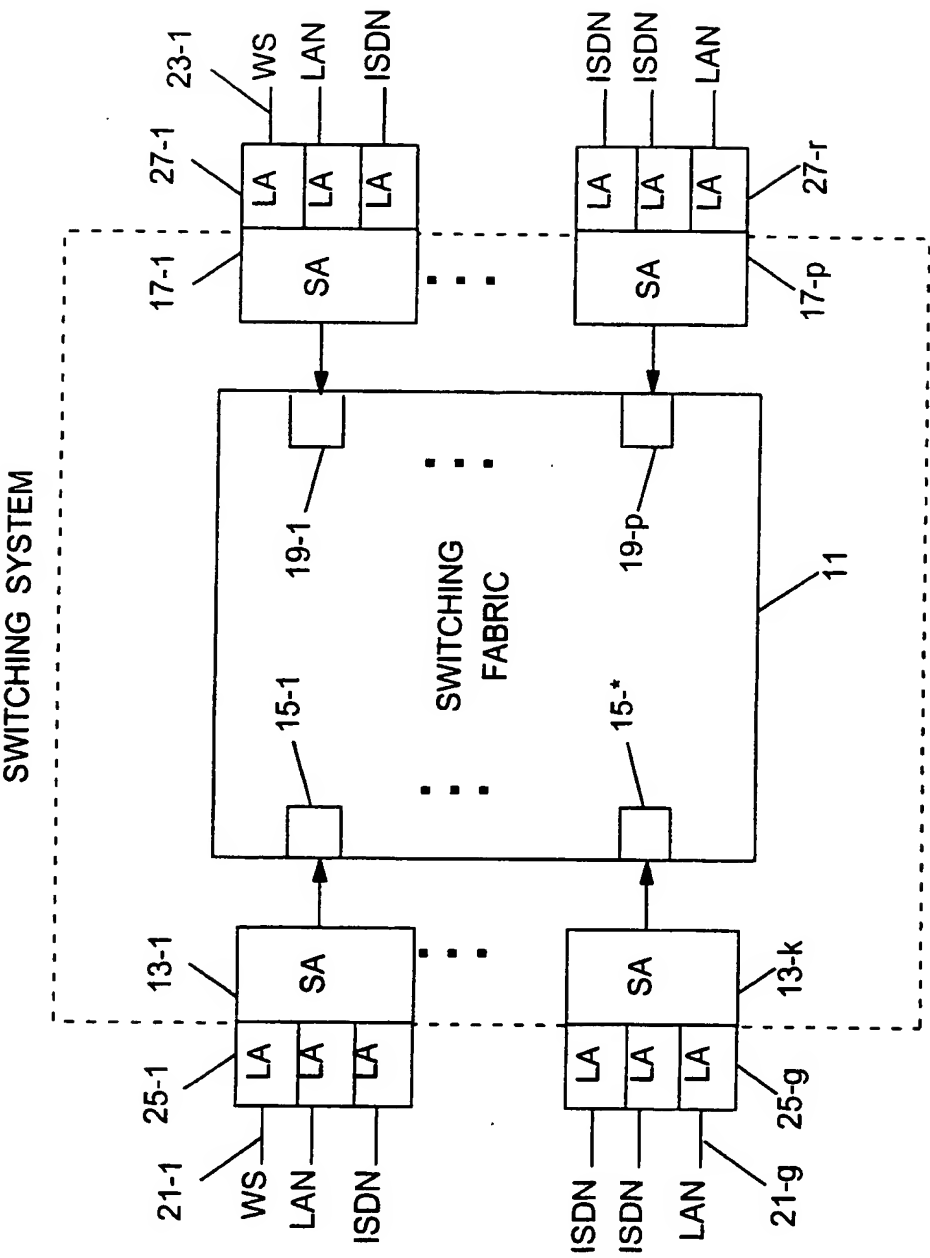 SWITCHING SYSTEM
21-1
25-1
13-1
17-1
27-1
23-1
WS
LA
LA
WS
LAN
LA
SA
15-1
19-1
SA
LA
LAN
ISDN
LA
LA
ISDN
SWITCHING
FABRIC
15-*
19-p
ISDN
LA
LA
ISDN
ISDN
LA
SA
SA
LA
ISDN
LAN
LA
LA
LAN
21-g
25-g
13-k
11
17-p
27-r